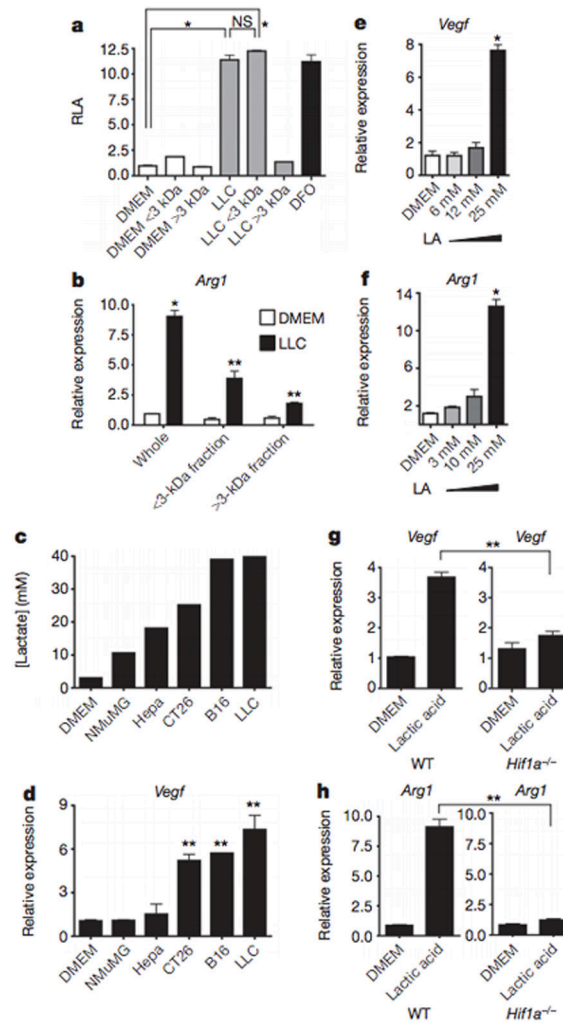 a
* NS *
RLA
12.5
10.0
7.5
5.0
2.5
0.0
DMEM
DMEM <3 kDa
DMEM >3 kDa
LLC
LLC <3 kDa
LLC >3 kDa
DFO
b
Arg1
Relative expression
10.0
7.5
5.0
2.5
0.0
*
**
**
DMEM
LLC
Whole
<3-kDa fraction
>3-kDa fraction
c
[Lactate] (mM)
40
30
20
10
0
DMEM
NMuMG
Hepa
CT26
B16
LLC
d
Vegf
Relative expression
9
6
3
0
** ** **
DMEM
NMuMG
Hepa
CT26
B16
LLC
e
Vegf
Relative expression
8
6
4
2
0
*
DMEM
6 mM
12 mM
25 mM
LA
f
Arg1
Relative expression
14
10
6
2
*
DMEM
3 mM
10 mM
25 mM
LA
g
Vegf
**
Vegf
Relative expression
4
3
2
1
0
4
3
2
1
0
DMEM
Lactic acid
DMEM
Lactic acid
WT
Hif1a−/−
h
Arg1
**
Arg1
Relative expression
10.0
7.5
5.0
2.5
0.0
10.0
7.5
5.0
2.5
0.0
DMEM
Lactic acid
DMEM
Lactic acid
WT
Hif1a−/−